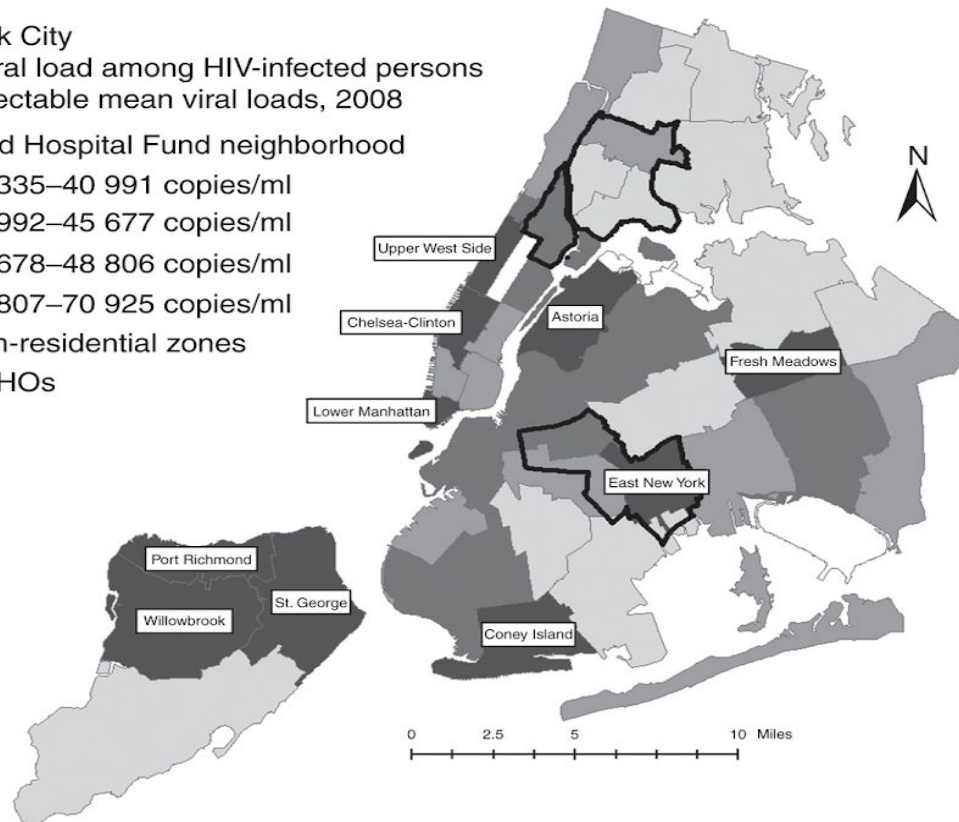 k City
ral load among HIV-infected persons
ectable mean viral loads, 2008
d Hospital Fund neighborhood
335–40 991 copies/ml
992–45 677 copies/ml
678–48 806 copies/ml
807–70 925 copies/ml
n-residential zones
HOs
N
Upper West Side
Chelsea-Clinton
Astoria
Fresh Meadows
Lower Manhattan
East New York
Port Richmond
St. George
Willowbrook
Coney Island
0 2.5 5 10 Miles